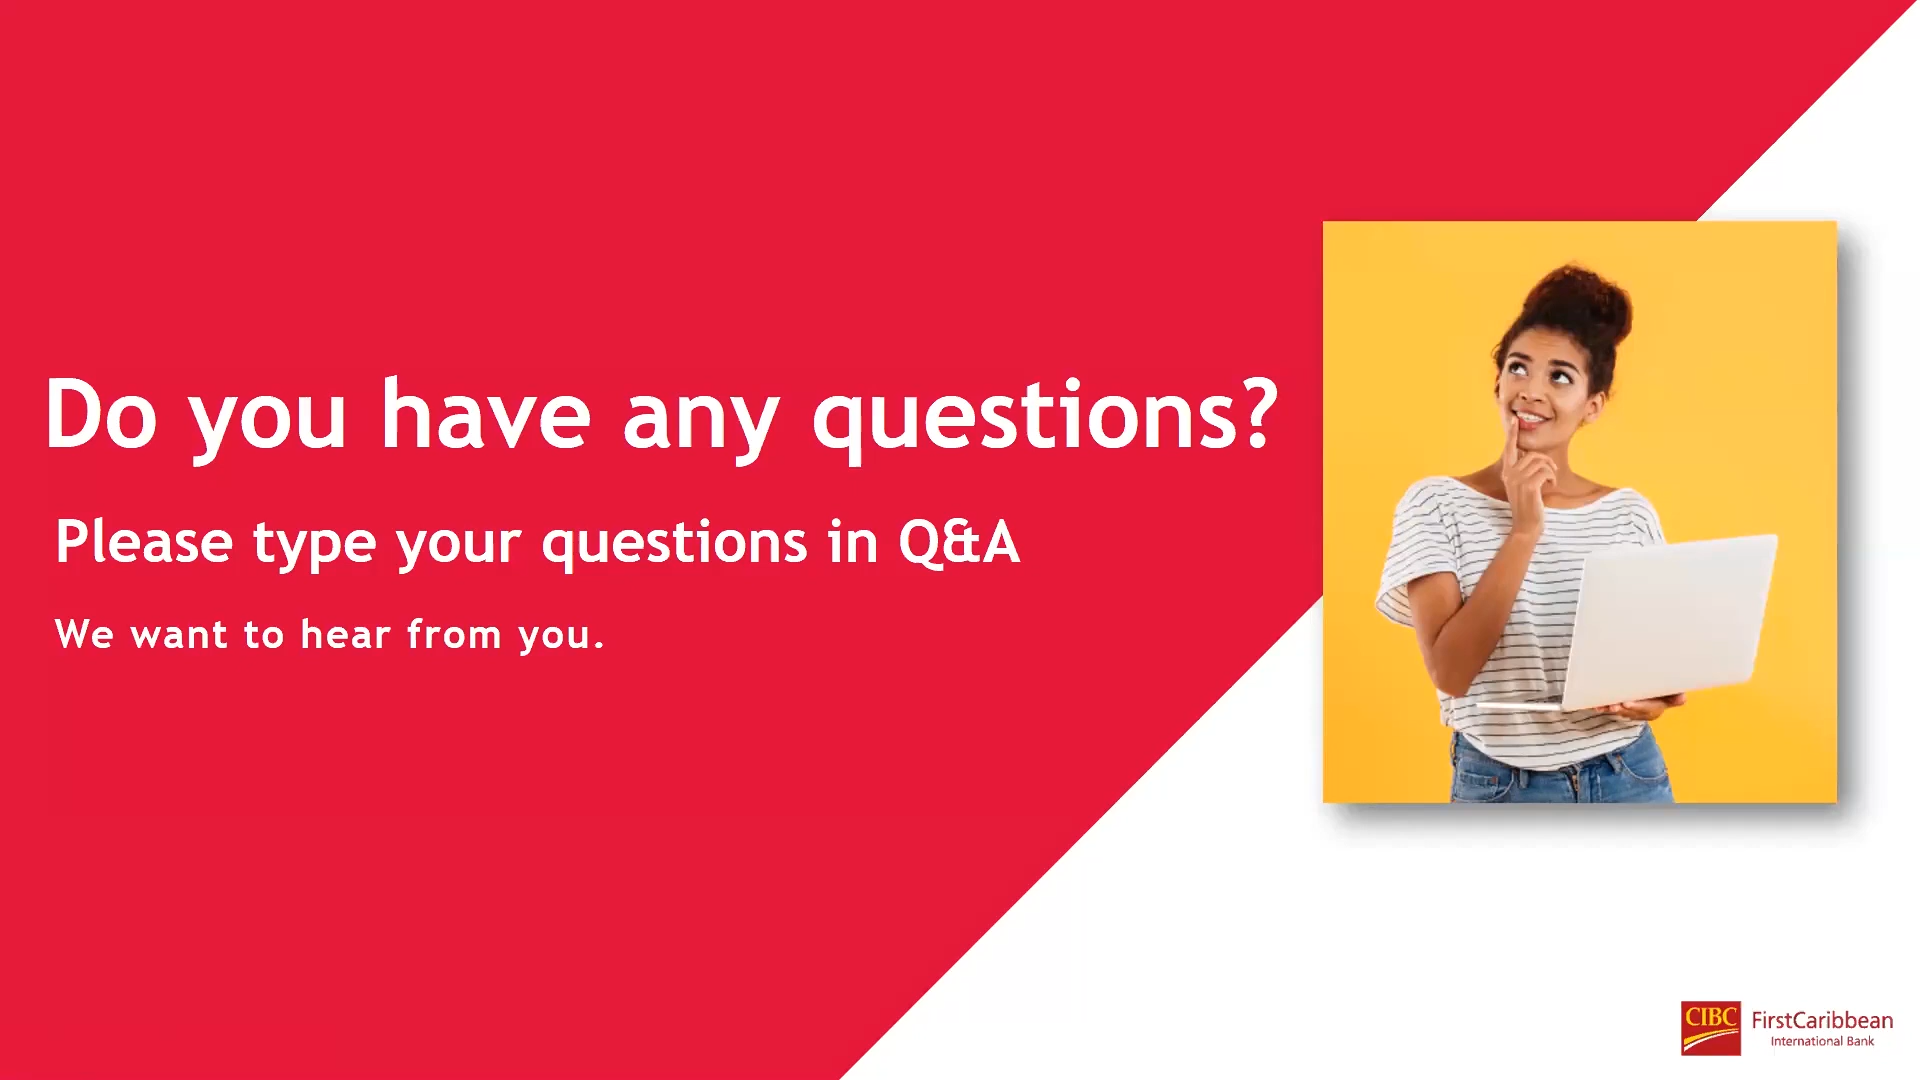 Do you have any questions?
Please type your questions in Q&A
We want to hear from you.
CIBC FirstCaribbean
International Bank